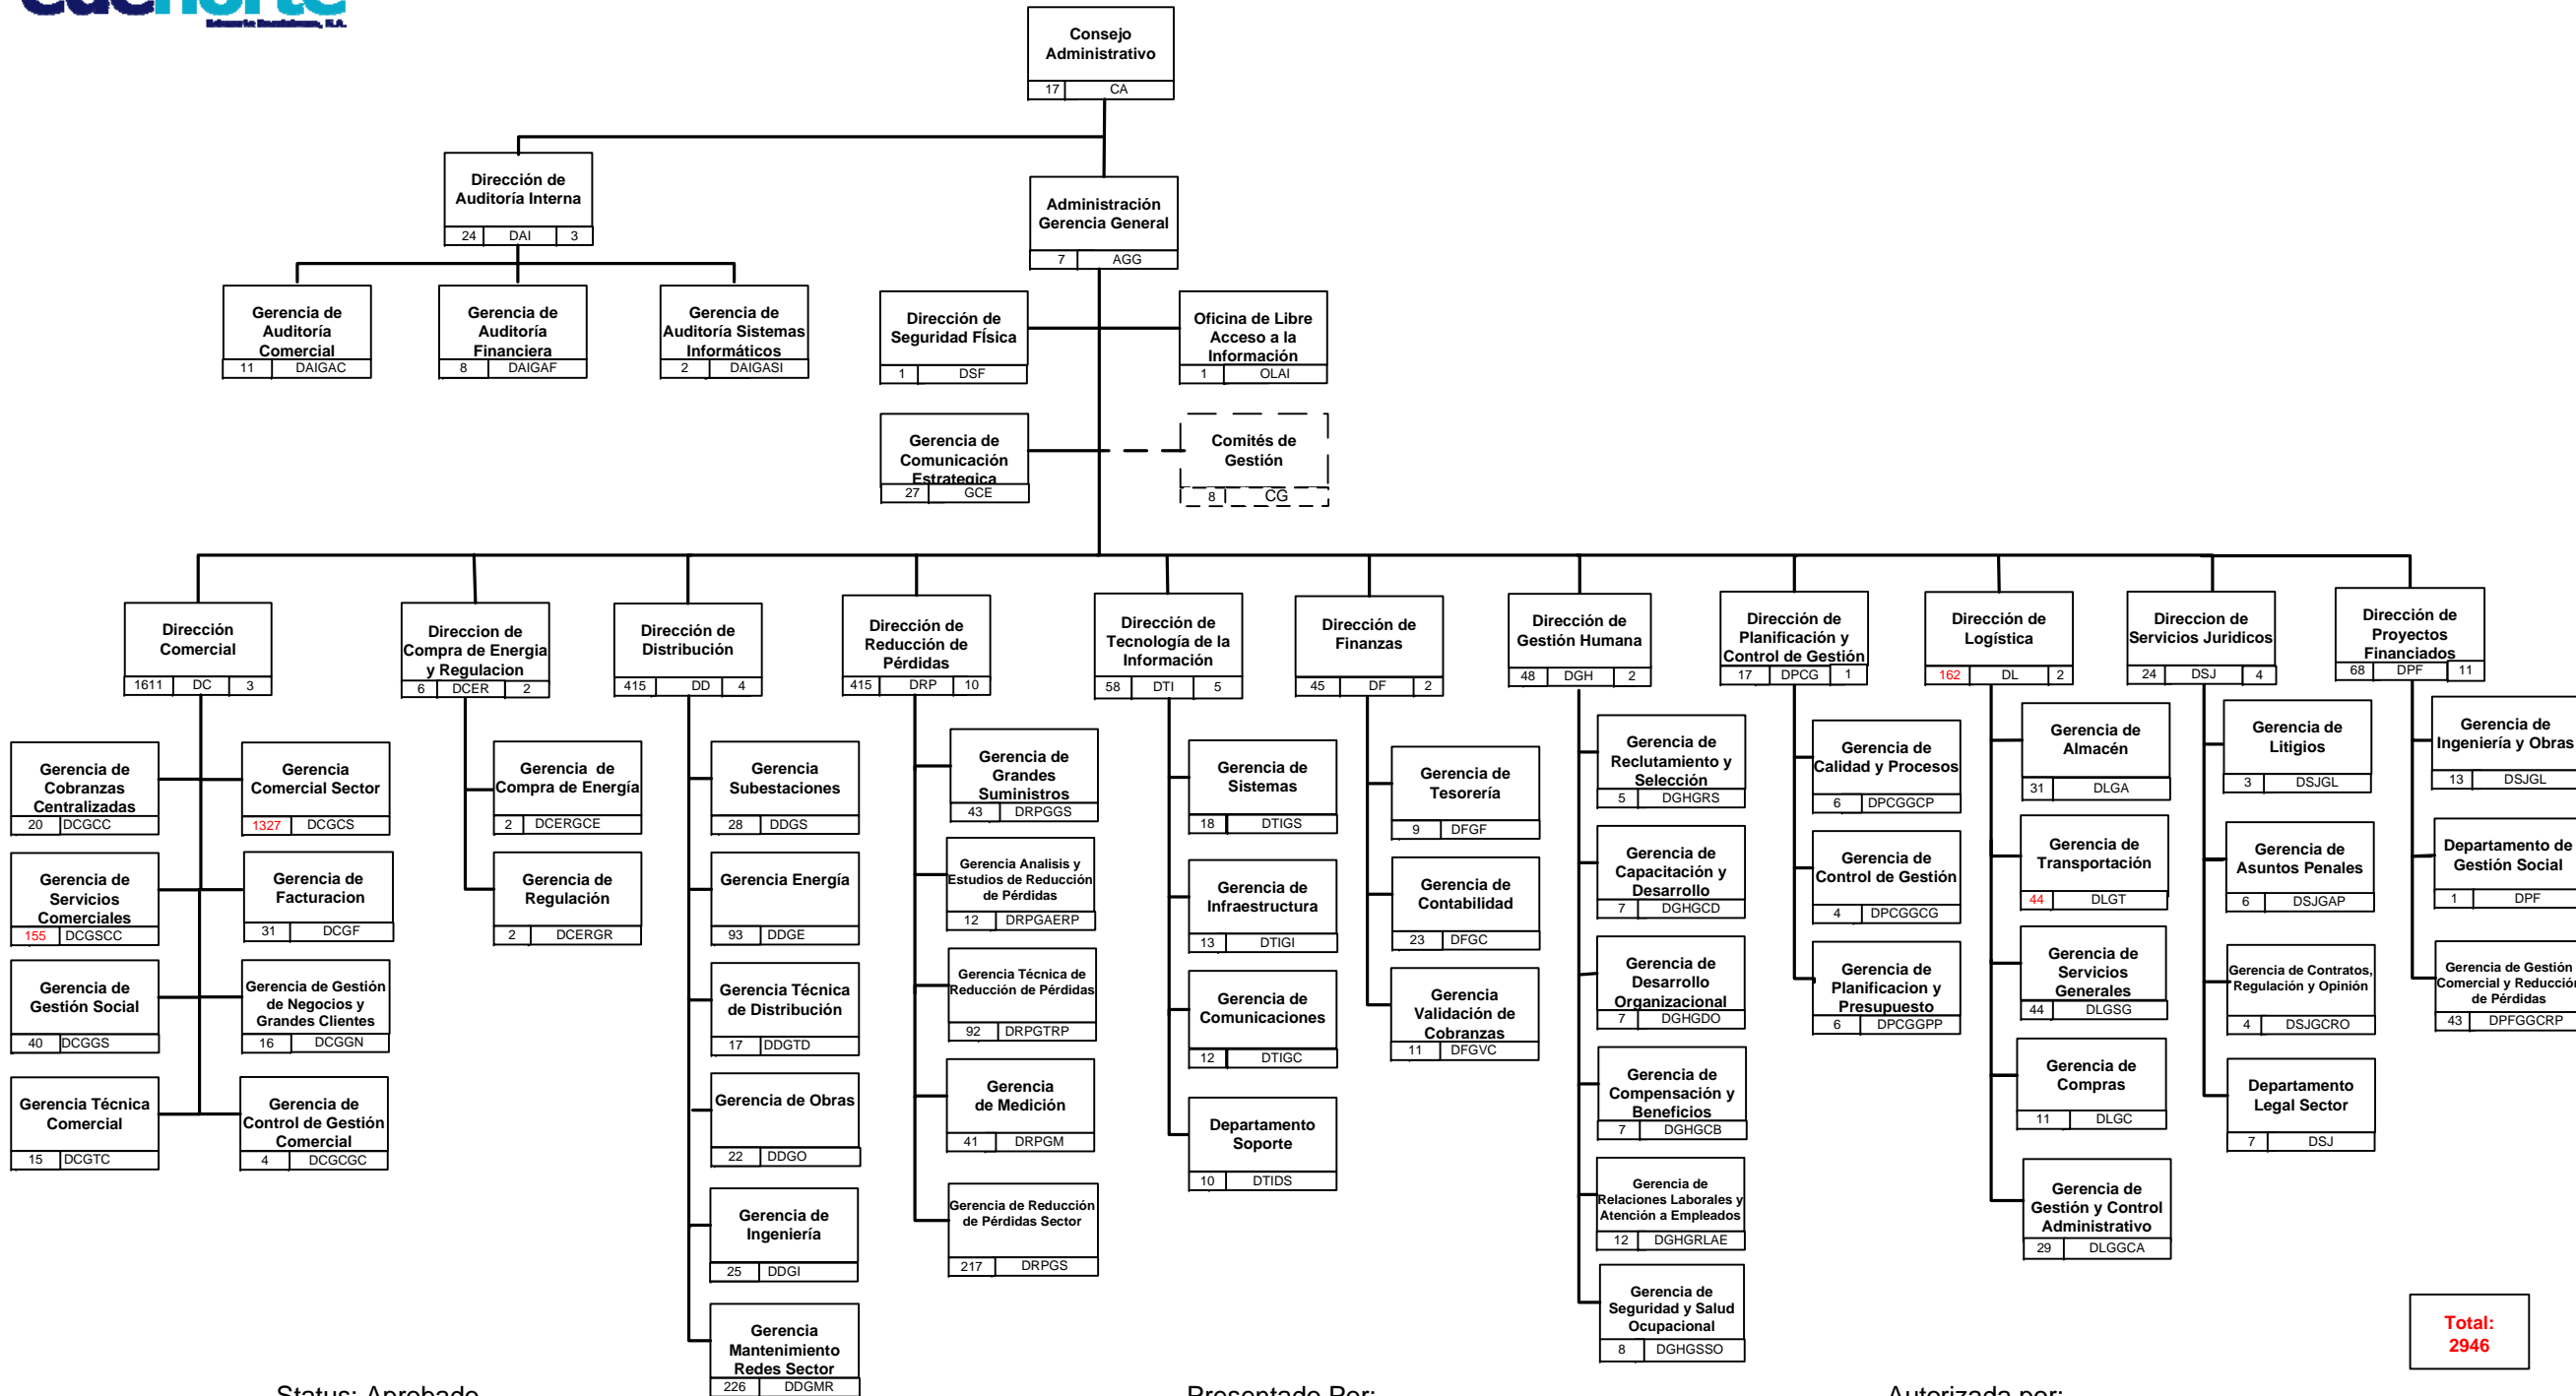 edenorte
Edenorte Dominicana, S.A.
Consejo
Administrativo
17 CA
Dirección de
Auditoría Interna
24 DAI 3
Administración
Gerencia General
7 AGG
Gerencia de
Auditoría
Comercial
11 DAIGAC
Gerencia de
Auditoría
Financiera
8 DAIGAF
Gerencia de
Auditoría Sistemas
Informáticos
2 DAIGASI
Dirección de
Seguridad FÍsica
1 DSF
Oficina de Libre
Acceso a la
Información
1 OLAI
Gerencia de
Comunicación
Estrategica
27 GCE
Comités de
Gestión
8 CG
Dirección
Comercial
1611 DC 3
Direccion de
Compra de Energia
y Regulacion
6 DCER 2
Dirección de
Distribución
415 DD 4
Dirección de
Reducción de
Pérdidas
415 DRP 10
Dirección de
Tecnología de la
Información
58 DTI 5
Dirección de
Finanzas
45 DF 2
Dirección de
Gestión Humana
48 DGH 2
Dirección de
Planificación y
Control de Gestión
17 DPCG 1
Dirección de
Logística
162 DL 2
Direccion de
Servicios Juridicos
24 DSJ 4
Dirección de
Proyectos
Financiados
68 DPF 11
Gerencia de
Cobranzas
Centralizadas
20 DCGCC
Gerencia
Comercial Sector
1327 DCGCS
Gerencia de
Servicios
Comerciales
155 DCGSCC
Gerencia de
Facturacion
31 DCGF
Gerencia de
Gestión Social
40 DCGGS
Gerencia de Gestión
de Negocios y
Grandes Clientes
16 DCGGN
Gerencia Técnica
Comercial
15 DCGTC
Gerencia de
Control de Gestión
Comercial
4 DCGCGC
Gerencia de
Compra de Energía
2 DCERGCE
Gerencia de
Regulación
2 DCERGR
Gerencia
Subestaciones
28 DDGS
Gerencia Energía
93 DDGE
Gerencia Técnica
de Distribución
17 DDGTD
Gerencia de Obras
22 DDGO
Gerencia de
Ingeniería
25 DDGI
Gerencia
Mantenimiento
Redes Sector
226 DDGMR
Gerencia de
Grandes
Suministros
43 DRPGGS
Gerencia Analisis y
Estudios de Reducción
de Pérdidas
12 DRPGAERP
Gerencia Técnica de
Reducción de Pérdidas
92 DRPGTRP
Gerencia
de Medición
41 DRPGM
Gerencia de Reducción
de Pérdidas Sector
217 DRPGS
Gerencia de
Sistemas
18 DTIGS
Gerencia de
Infraestructura
13 DTIGI
Gerencia de
Comunicaciones
12 DTIGC
Departamento
Soporte
10 DTIDS
Gerencia de
Tesorería
9 DFGF
Gerencia de
Contabilidad
23 DFGC
Gerencia
Validación de
Cobranzas
11 DFGVC
Gerencia de
Reclutamiento y
Selección
5 DGHGRS
Gerencia de
Capacitación y
Desarrollo
7 DGHGCD
Gerencia de
Desarrollo
Organizacional
7 DGHGDO
Gerencia de
Compensación y
Beneficios
7 DGHGCB
Gerencia de
Relaciones Laborales y
Atención a Empleados
12 DGHGRLAE
Gerencia de
Seguridad y Salud
Ocupacional
8 DGHGSSO
Gerencia de
Calidad y Procesos
6 DPCGGCP
Gerencia de
Control de Gestión
4 DPCGGCG
Gerencia de
Planificacion y
Presupuesto
6 DPCGGPP
Gerencia de
Almacén
31 DLGA
Gerencia de
Transportación
44 DLGT
Gerencia de
Servicios
Generales
44 DLGSG
Gerencia de
Compras
11 DLGC
Gerencia de
Gestión y Control
Administrativo
29 DLGGCA
Gerencia de
Litigios
3 DSJGL
Gerencia de
Asuntos Penales
6 DSJGAP
Gerencia de Contratos,
Regulación y Opinión
4 DSJGCRO
Departamento
Legal Sector
7 DSJ
Gerencia de
Ingeniería y Obras
13 DSJGL
Departamento de
Gestión Social
1 DPF
Gerencia de Gestión
Comercial y Reducción
de Pérdidas
43 DPFGGCRP
Total:
2946
Status: Aprobado
Presentado Por:
Autorizada por: